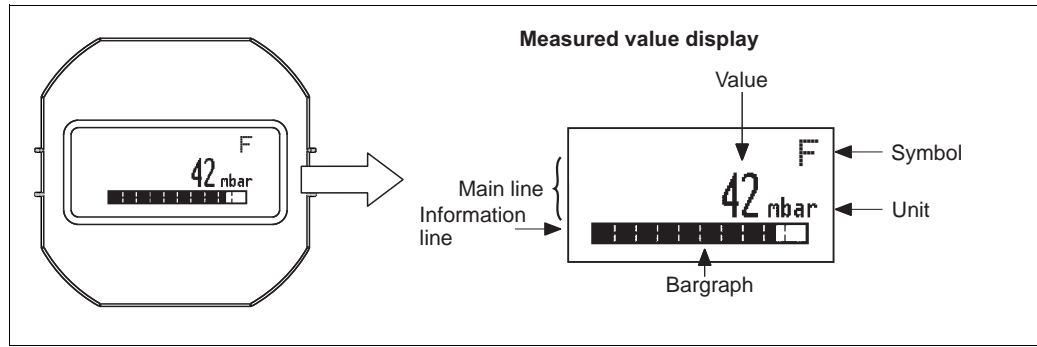 Measured value display
Value
F
F
Symbol
42 mbar
Main line
42 mbar
Unit
Information
line
Bargraph